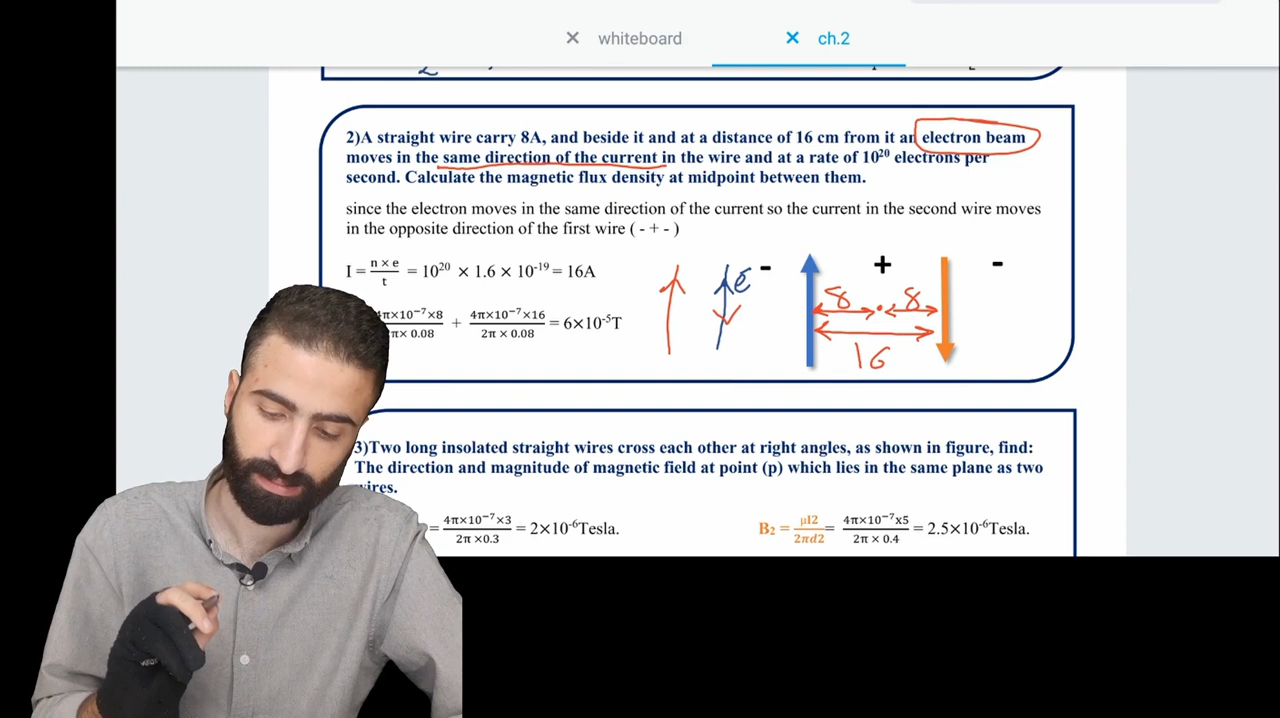 × whiteboard × ch.2
2)A straight wire carry 8A, and beside it and at a distance of 16 cm from it an electron beam
moves in the same direction of the current in the wire and at a rate of 10²⁰ electrons per
second. Calculate the magnetic flux density at midpoint between them.
since the electron moves in the same direction of the current so the current in the second wire moves
in the opposite direction of the first wire ( - + - )
I = n x e / t = 10²⁰ × 1.6 × 10⁻¹⁹ = 16A
- + -
e⁻
8 8
16
π×10⁻⁷×8 / π× 0.08 + 4π×10⁻⁷×16 / 2π × 0.08 = 6×10⁻⁵T
3)Two long insolated straight wires cross each other at right angles, as shown in figure, find:
The direction and magnitude of magnetic field at point (p) which lies in the same plane as two
wires.
= 4π×10⁻⁷×3 / 2π ×0.3 = 2×10⁻⁶Tesla.
B₂ = μI2 / 2πd2 = 4π×10⁻⁷x5 / 2π × 0.4 = 2.5×10⁻⁶Tesla.